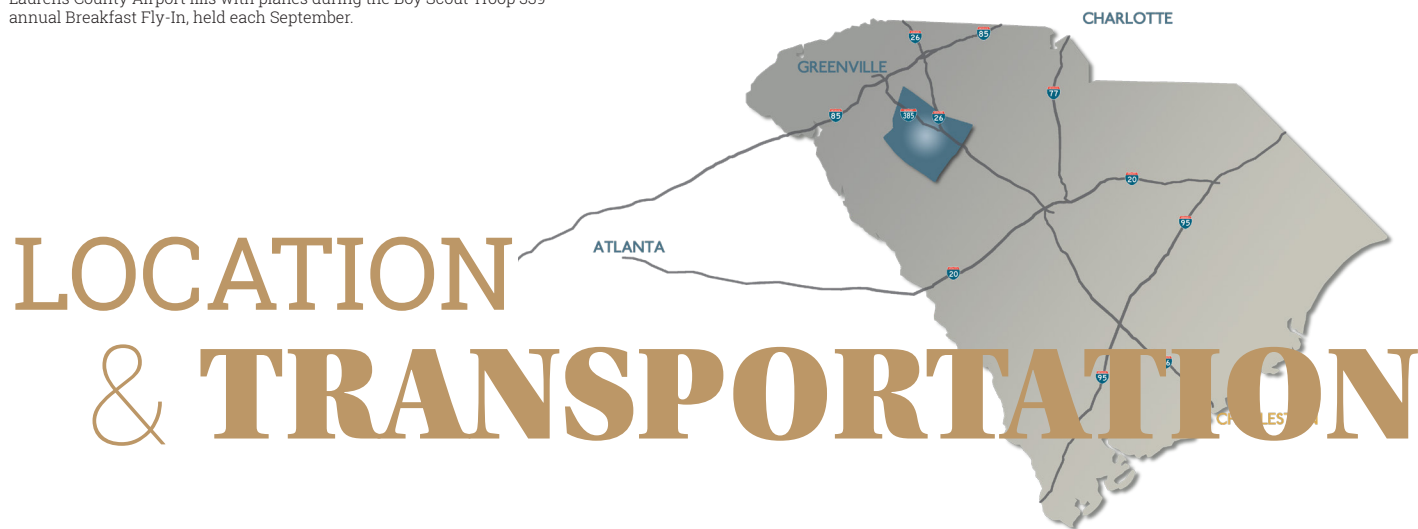 annual Breakfast Fly-In, held each September.
CHARLOTTE
26
85
GREENVILLE
77
85
385
26
20
95
ATLANTA
20
LOCATION
& TRANSPORTATION
95